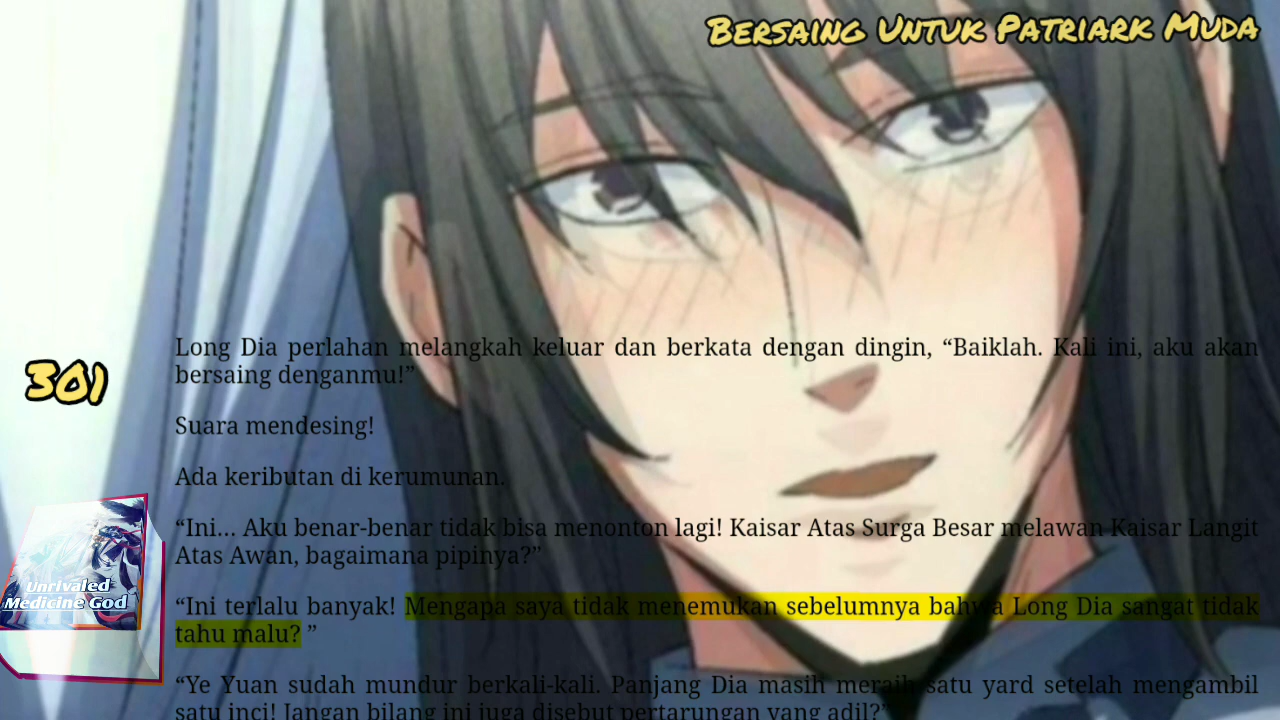 Bersaing Untuk Patriark Muda
Long Dia perlahan melangkah keluar dan berkata dengan dingin, “Baiklah. Kali ini, aku akan
bersaing denganmu!”
Suara mendesing!
Ada keributan di kerumunan.
“Ini… Aku benar-benar tidak bisa menonton lagi! Kaisar Atas Surga Besar melawan Kaisar Langit
Atas Awan, bagaimana pipinya?”
“Ini terlalu banyak! Mengapa saya tidak menemukan sebelumnya bahwa Long Dia sangat tidak
tahu malu? ”
“Ye Yuan sudah mundur berkali-kali. Panjang Dia masih meraih satu yard setelah mengambil
satu inci! Jangan bilang ini juga disebut pertarungan yang adil?”
301
Unrivaled
Medicine God